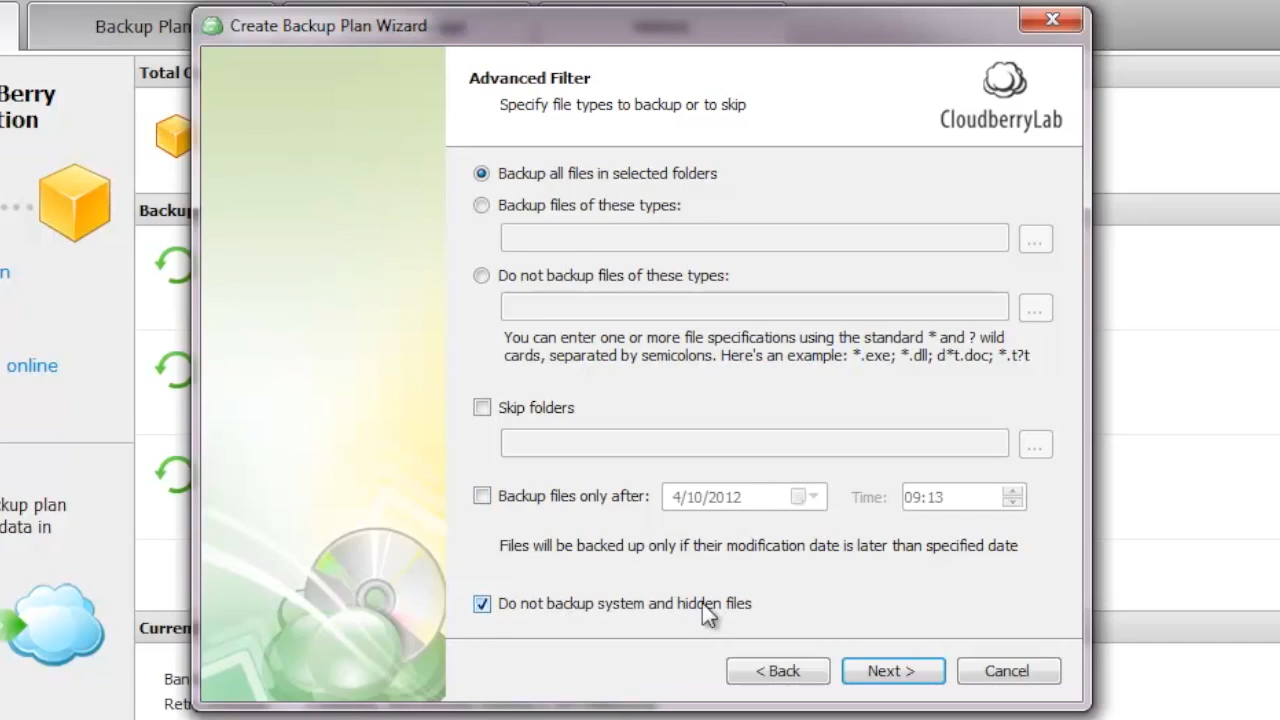 Backup Plan
Create Backup Plan Wizard
Berry
tion
n
online
ckup plan
data in
Total C
Backup
Curren
Ban
Retr
Advanced Filter
Specify file types to backup or to skip
CloudberryLab
Backup all files in selected folders
Backup files of these types:
...
Do not backup files of these types:
...
You can enter one or more file specifications using the standard * and ? wild
cards, separated by semicolons. Here's an example: *.exe; *.dll; d*t.doc; *.t?t
Skip folders
...
Backup files only after: 4/10/2012 Time: 09:13
Files will be backed up only if their modification date is later than specified date
Do not backup system and hidden files
< Back Next > Cancel